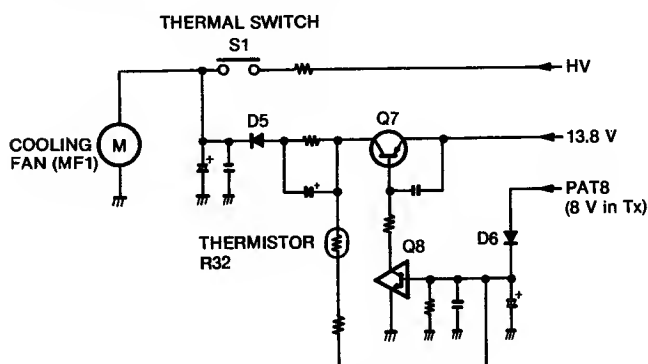 THERMAL SWITCH
S1
HV
D5
Q7
13.8 V
COOLING
FAN (MF1)
M
+
+
PAT8
(8 V in Tx)
THERMISTOR
R32
Q8
D6
+